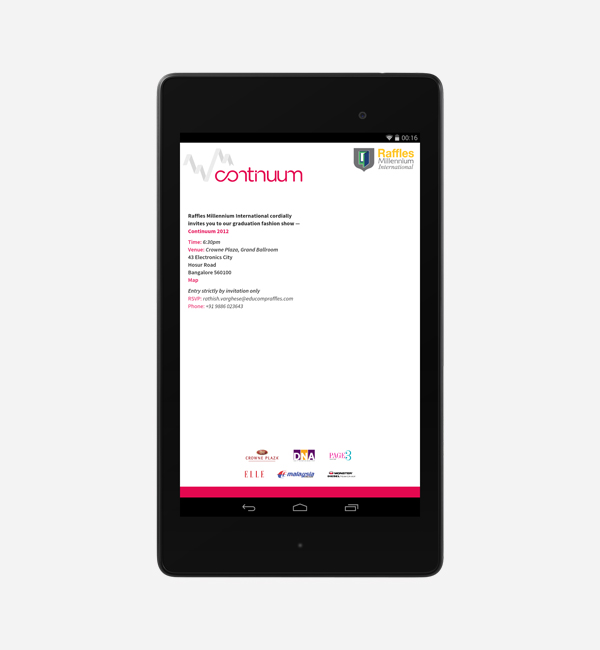 00:16
continuum
Raffles
Millennium
International
Raffles Millennium International cordially
invites you to our graduation fashion show —
Continuum 2012
Time: 6:30pm
Venue: Crowne Plaza, Grand Ballroom
43 Electronics City
Hosur Road
Bangalore 560100
Map
Entry strictly by invitation only
RSVP: rathish.varghese@educompraffles.com
Phone: +91 9886 023643
CROWNE PLAZA
DNA
PAGE3
ELLE
malaysia
MONSTER